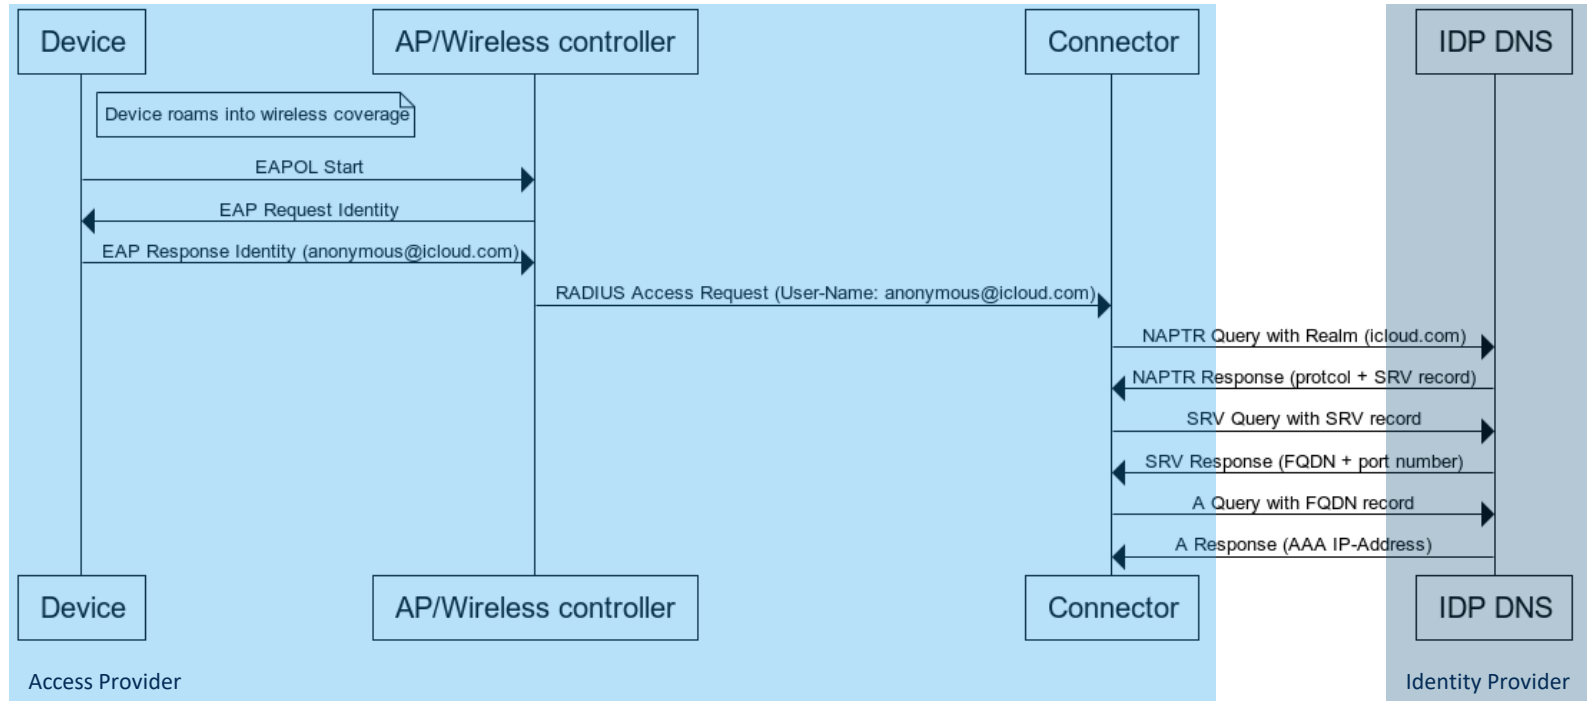 Device
AP/Wireless controller
Connector
IDP DNS
Device roams into wireless coverage
EAPOL Start
EAP Request Identity
EAP Response Identity (anonymous@icloud.com)
RADIUS Access Request (User-Name: anonymous@icloud.com)
NAPTR Query with Realm (icloud.com)
NAPTR Response (protcol + SRV record)
SRV Query with SRV record
SRV Response (FQDN + port number)
A Query with FQDN record
A Response (AAA IP-Address)
Device
AP/Wireless controller
Connector
IDP DNS
Access Provider
Identity Provider